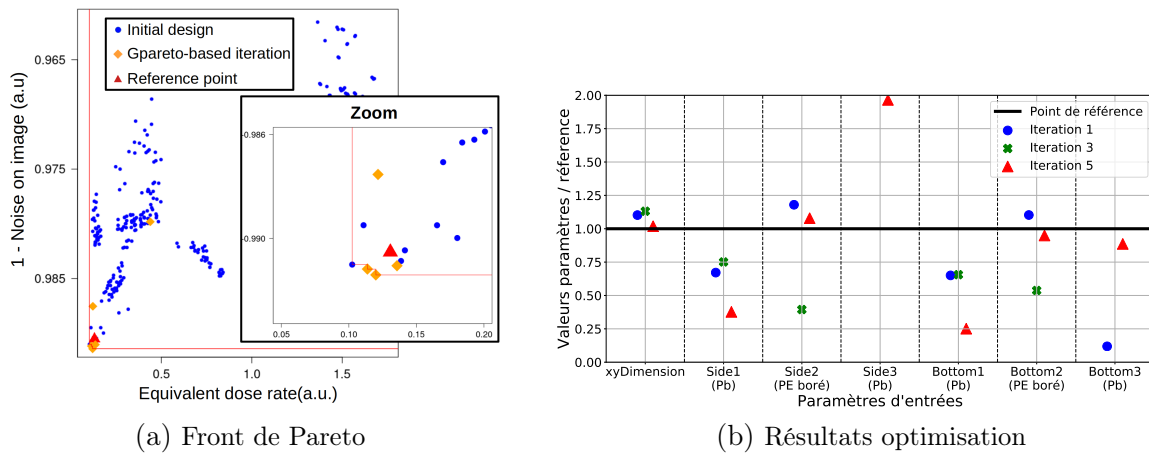 Initial design
Gpareto-based iteration
Reference point
1 - Noise on image (a.u)
0.965
0.975
0.985
0.5
1.0
1.5
Equivalent dose rate(a.u.)
Zoom
0.986
0.990
0.05
0.10
0.15
0.20
(a) Front de Pareto
Valeurs paramètres / réference
2.00
1.75
1.50
1.25
1.00
0.75
0.50
0.25
0.00
Point de référence
Iteration 1
Iteration 3
Iteration 5
xyDimension
Side1
(Pb)
Side2
(PE boré)
Side3
(Pb)
Bottom1
(Pb)
Bottom2
(PE boré)
Bottom3
(Pb)
Paramètres d'entrées
(b) Résultats optimisation